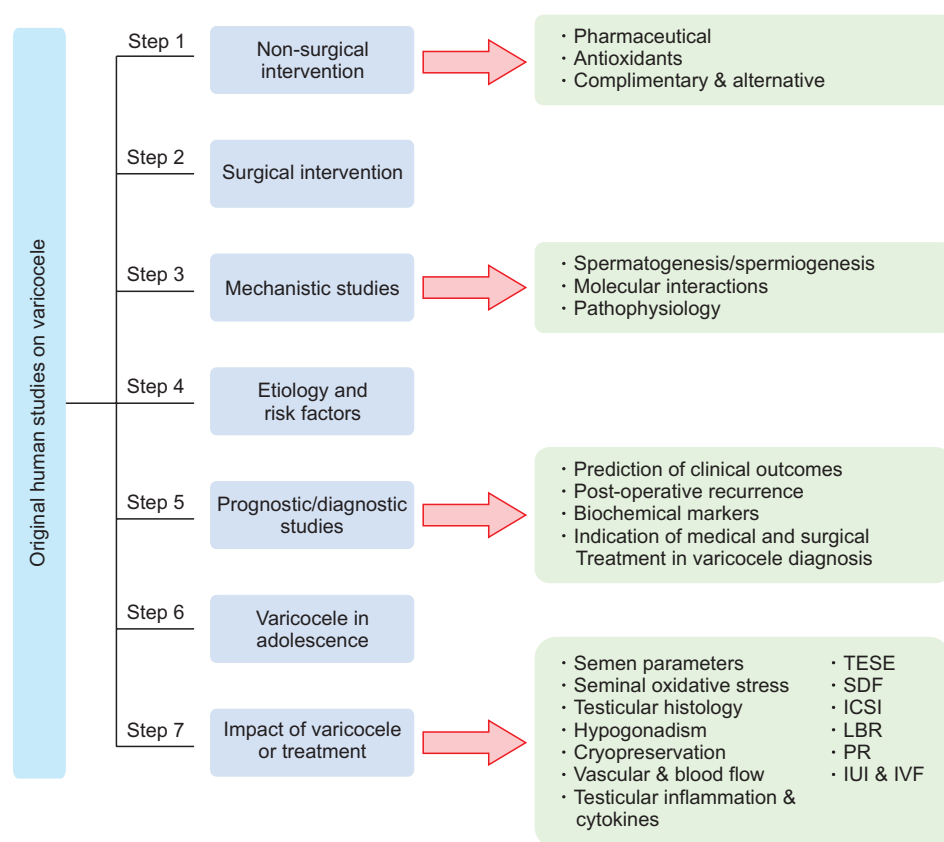 Original human studies on varicocele
Step 1
Non-surgical
intervention
· Pharmaceutical
· Antioxidants
· Complimentary & alternative
Step 2
Surgical intervention
Step 3
Mechanistic studies
· Spermatogenesis/spermiogenesis
· Molecular interactions
· Pathophysiology
Step 4
Etiology and
risk factors
Step 5
Prognostic/diagnostic
studies
· Prediction of clinical outcomes
· Post-operative recurrence
· Biochemical markers
· Indication of medical and surgical
Treatment in varicocele diagnosis
Step 6
Varicocele in
adolescence
Step 7
Impact of varicocele
or treatment
· Semen parameters
· Seminal oxidative stress
· Testicular histology
· Hypogonadism
· Cryopreservation
· Vascular & blood flow
· Testicular inflammation &
cytokines
· TESE
· SDF
· ICSI
· LBR
· PR
· IUI & IVF